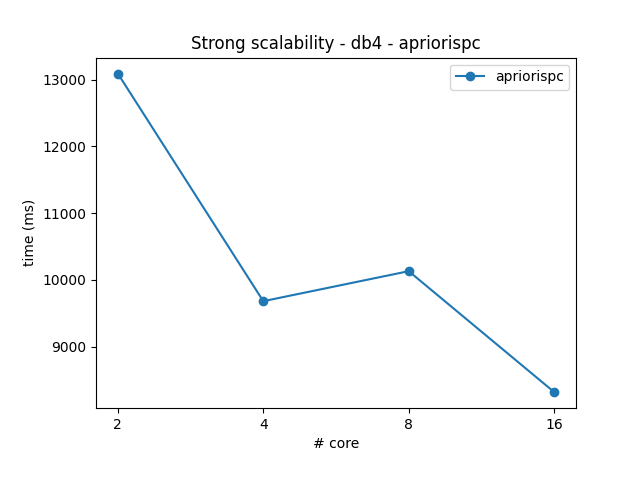 Strong scalability - db4 - apriorispc
apriorispc
13000
12000
11000
10000
9000
time (ms)
2 4 8 16
# core